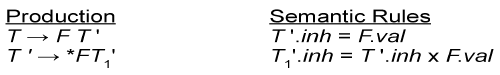 Production Semantic Rules
T → F T ' T '.inh = F.val
T ' → *FT₁' T₁'.inh = T '.inh x F.val